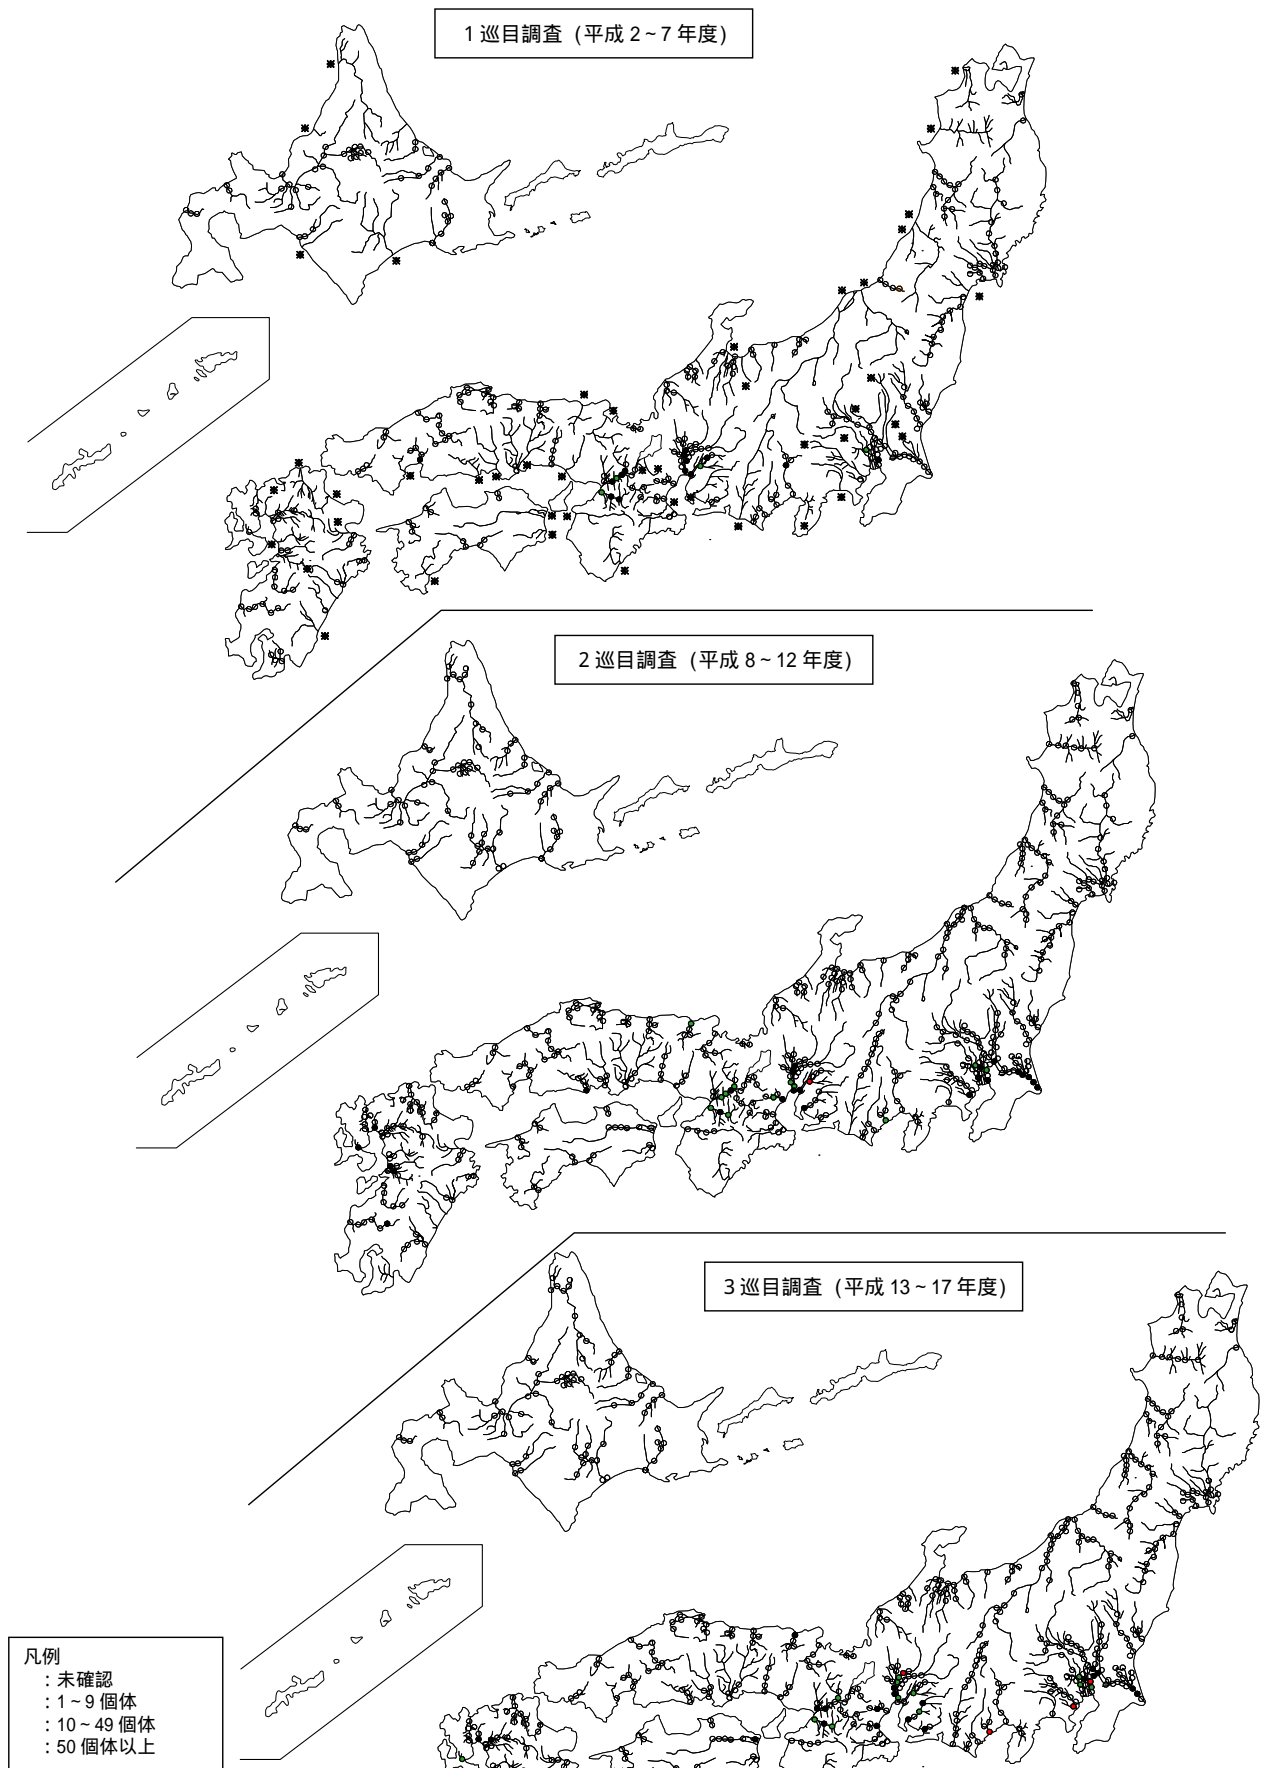 1巡目調査（平成2~7年度）
2巡目調査（平成8~12年度）
3巡目調査（平成13~17年度）
凡例
：未確認
：1~9個体
：10~49個体
：50個体以上